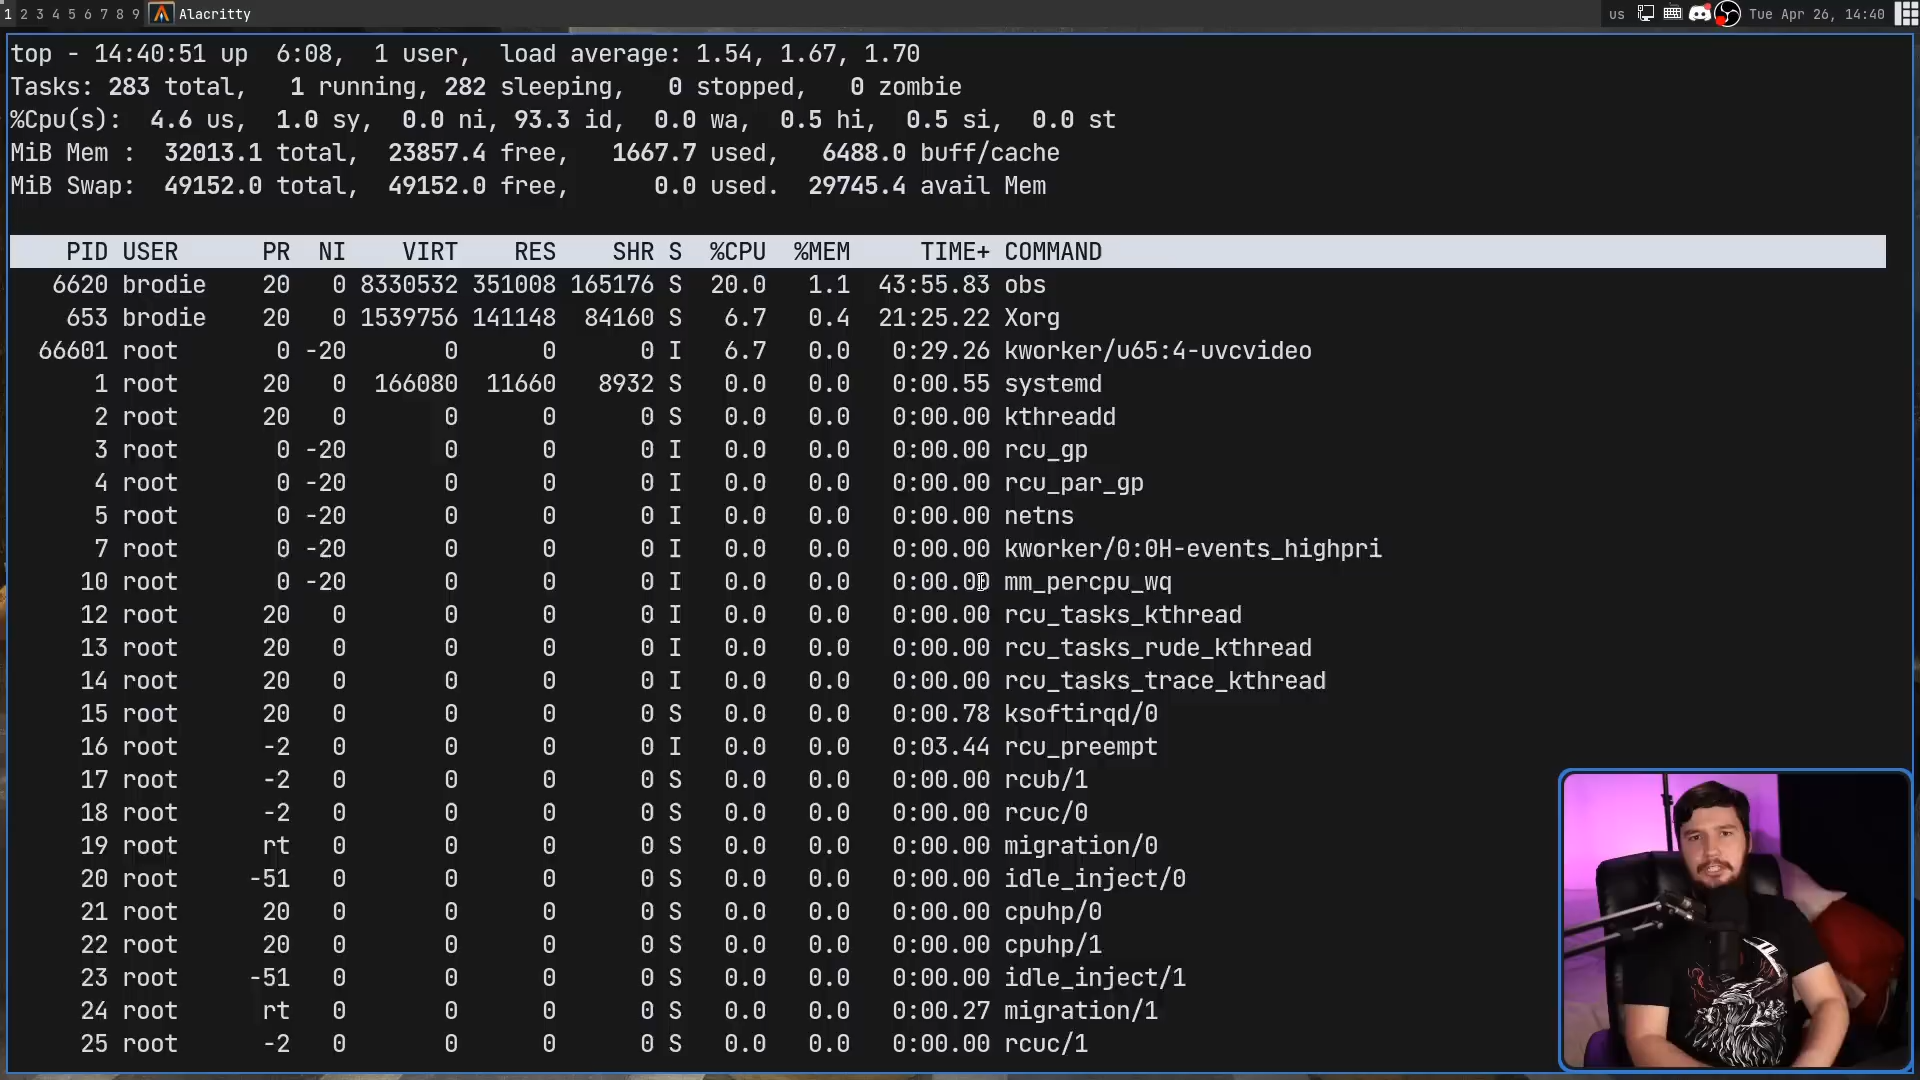 1 2 3 4 5 6 7 8 9 Alacritty us Tue Apr 26, 14:40
top - 14:40:51 up  6:08,  1 user,  load average: 1.54, 1.67, 1.70
Tasks: 283 total,   1 running, 282 sleeping,   0 stopped,   0 zombie
%Cpu(s):  4.6 us,  1.0 sy,  0.0 ni, 93.3 id,  0.0 wa,  0.5 hi,  0.5 si,  0.0 st
MiB Mem :  32013.1 total,  23857.4 free,   1667.7 used,   6488.0 buff/cache
MiB Swap:  49152.0 total,  49152.0 free,      0.0 used.  29745.4 avail Mem
PID USER PR NI VIRT RES SHR S %CPU %MEM TIME+ COMMAND
6620 brodie 20 0 8330532 351008 165176 S 20.0 1.1 43:55.83 obs
653 brodie 20 0 1539756 141148 84160 S 6.7 0.4 21:25.22 Xorg
66601 root 0 -20 0 0 0 I 6.7 0.0 0:29.26 kworker/u65:4-uvcvideo
1 root 20 0 166080 11660 8932 S 0.0 0.0 0:00.55 systemd
2 root 20 0 0 0 0 S 0.0 0.0 0:00.00 kthreadd
3 root 0 -20 0 0 0 I 0.0 0.0 0:00.00 rcu_gp
4 root 0 -20 0 0 0 I 0.0 0.0 0:00.00 rcu_par_gp
5 root 0 -20 0 0 0 I 0.0 0.0 0:00.00 netns
7 root 0 -20 0 0 0 I 0.0 0.0 0:00.00 kworker/0:0H-events_highpri
10 root 0 -20 0 0 0 I 0.0 0.0 0:00.00 mm_percpu_wq
12 root 20 0 0 0 0 I 0.0 0.0 0:00.00 rcu_tasks_kthread
13 root 20 0 0 0 0 I 0.0 0.0 0:00.00 rcu_tasks_rude_kthread
14 root 20 0 0 0 0 I 0.0 0.0 0:00.00 rcu_tasks_trace_kthread
15 root 20 0 0 0 0 S 0.0 0.0 0:00.78 ksoftirqd/0
16 root -2 0 0 0 0 I 0.0 0.0 0:03.44 rcu_preempt
17 root -2 0 0 0 0 S 0.0 0.0 0:00.00 rcub/1
18 root -2 0 0 0 0 S 0.0 0.0 0:00.00 rcuc/0
19 root rt 0 0 0 0 S 0.0 0.0 0:00.00 migration/0
20 root -51 0 0 0 0 S 0.0 0.0 0:00.00 idle_inject/0
21 root 20 0 0 0 0 S 0.0 0.0 0:00.00 cpuhp/0
22 root 20 0 0 0 0 S 0.0 0.0 0:00.00 cpuhp/1
23 root -51 0 0 0 0 S 0.0 0.0 0:00.00 idle_inject/1
24 root rt 0 0 0 0 S 0.0 0.0 0:00.27 migration/1
25 root -2 0 0 0 0 S 0.0 0.0 0:00.00 rcuc/1